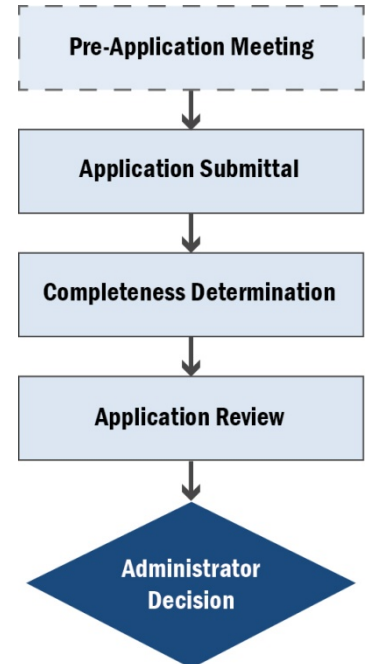 Pre-Application Meeting
Application Submittal
Completeness Determination
Application Review
Administrator
Decision